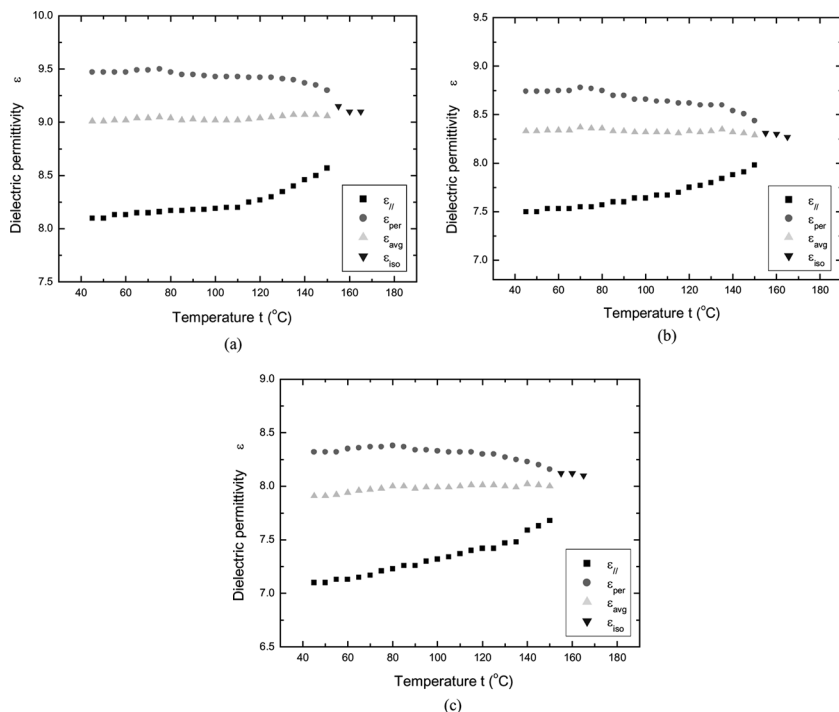 10.0
9.5
9.0
8.5
8.0
7.5
Dielectric permittivity ε
40 60 80 100 120 140 160 180
Temperature t (°C)
ε//
εper
εavg
εiso
(a)
9.5
9.0
8.5
8.0
7.5
7.0
Dielectric permittivity ε
40 60 80 100 120 140 160 180
Temperature t (°C)
ε//
εper
εavg
εiso
(b)
9.0
8.5
8.0
7.5
7.0
6.5
Dielectric permittivity ε
40 60 80 100 120 140 160 180
Temperature t (°C)
ε//
εper
εavg
εiso
(c)